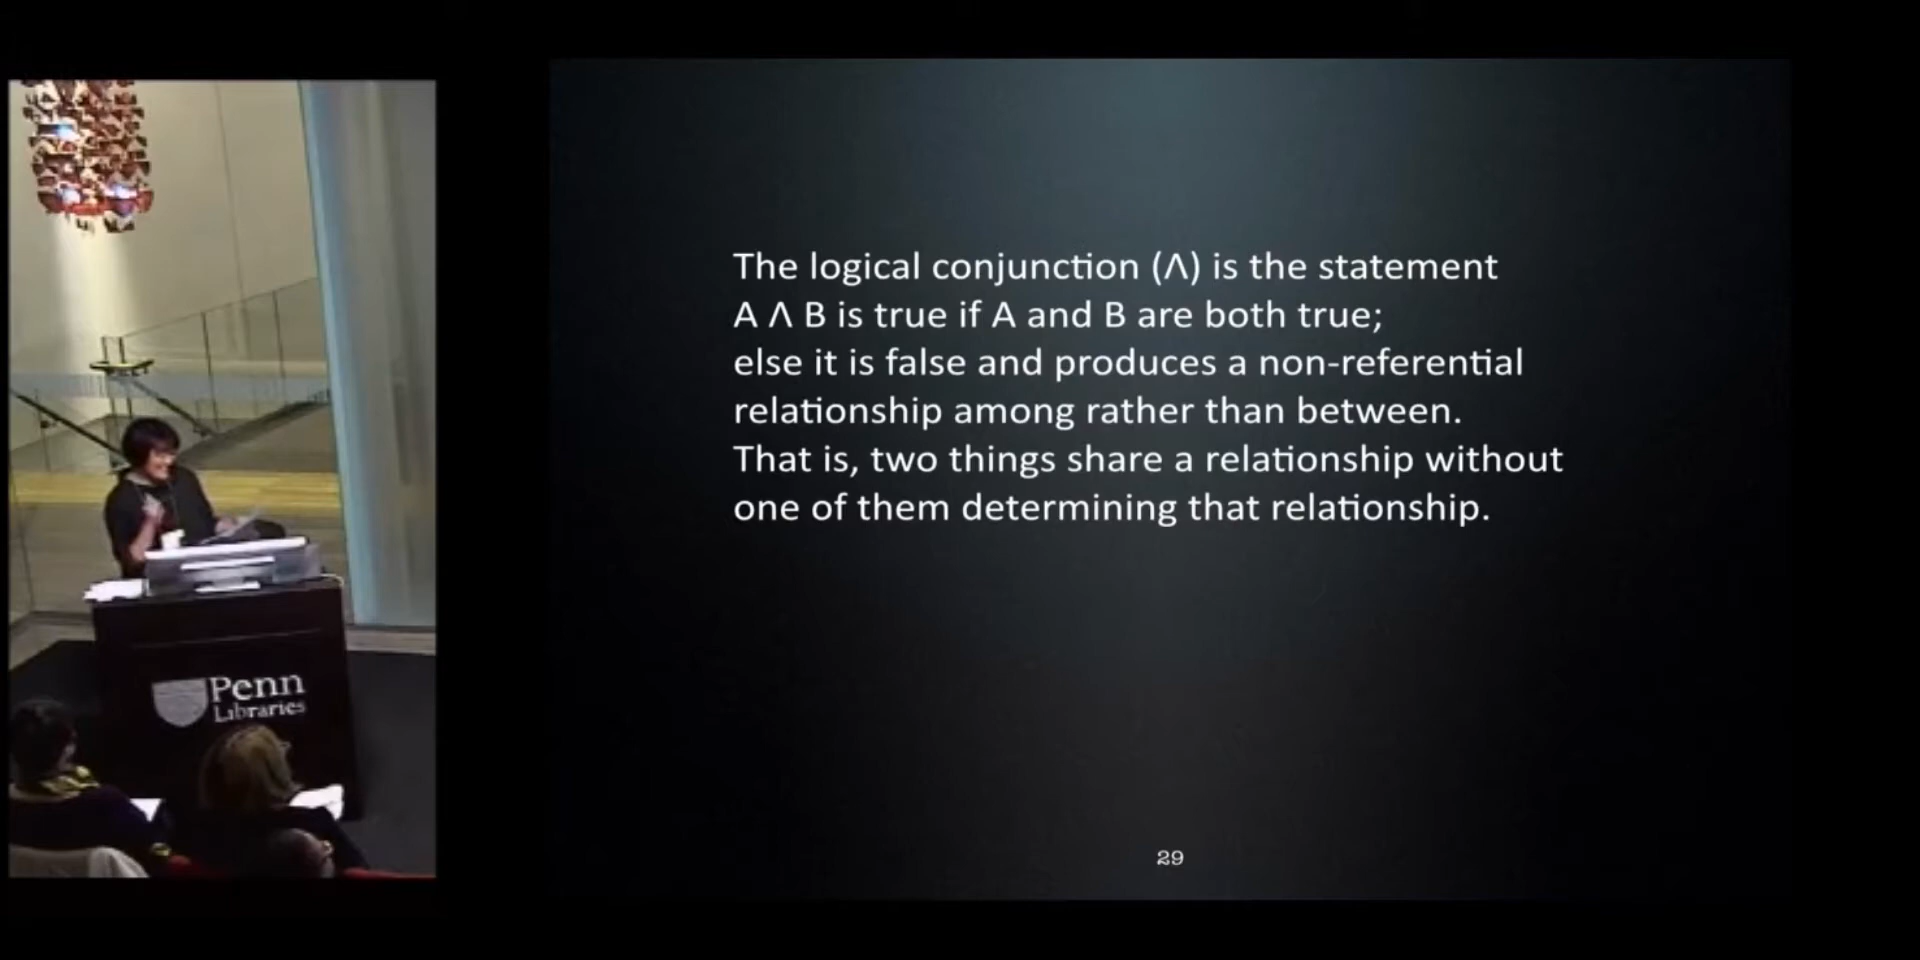 The logical conjunction (Λ) is the statement
A Λ B is true if A and B are both true;
else it is false and produces a non-referential
relationship among rather than between.
That is, two things share a relationship without
one of them determining that relationship.
29
Penn
Libraries